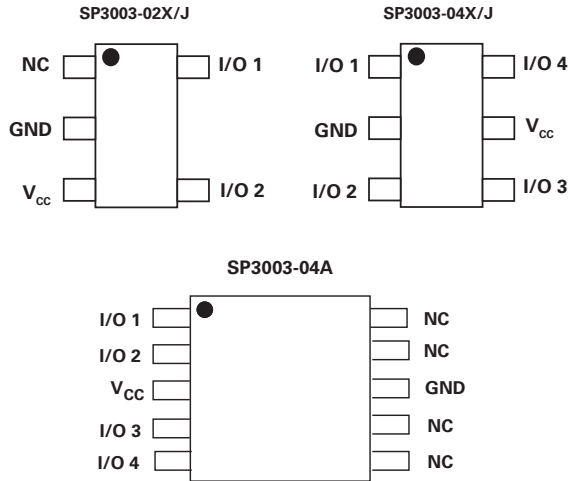 SP3003-02X/J
NC
I/O 1
GND
VCC
I/O 2
SP3003-04X/J
I/O 1
I/O 4
GND
VCC
I/O 2
I/O 3
SP3003-04A
I/O 1
NC
I/O 2
NC
VCC
GND
I/O 3
NC
I/O 4
NC